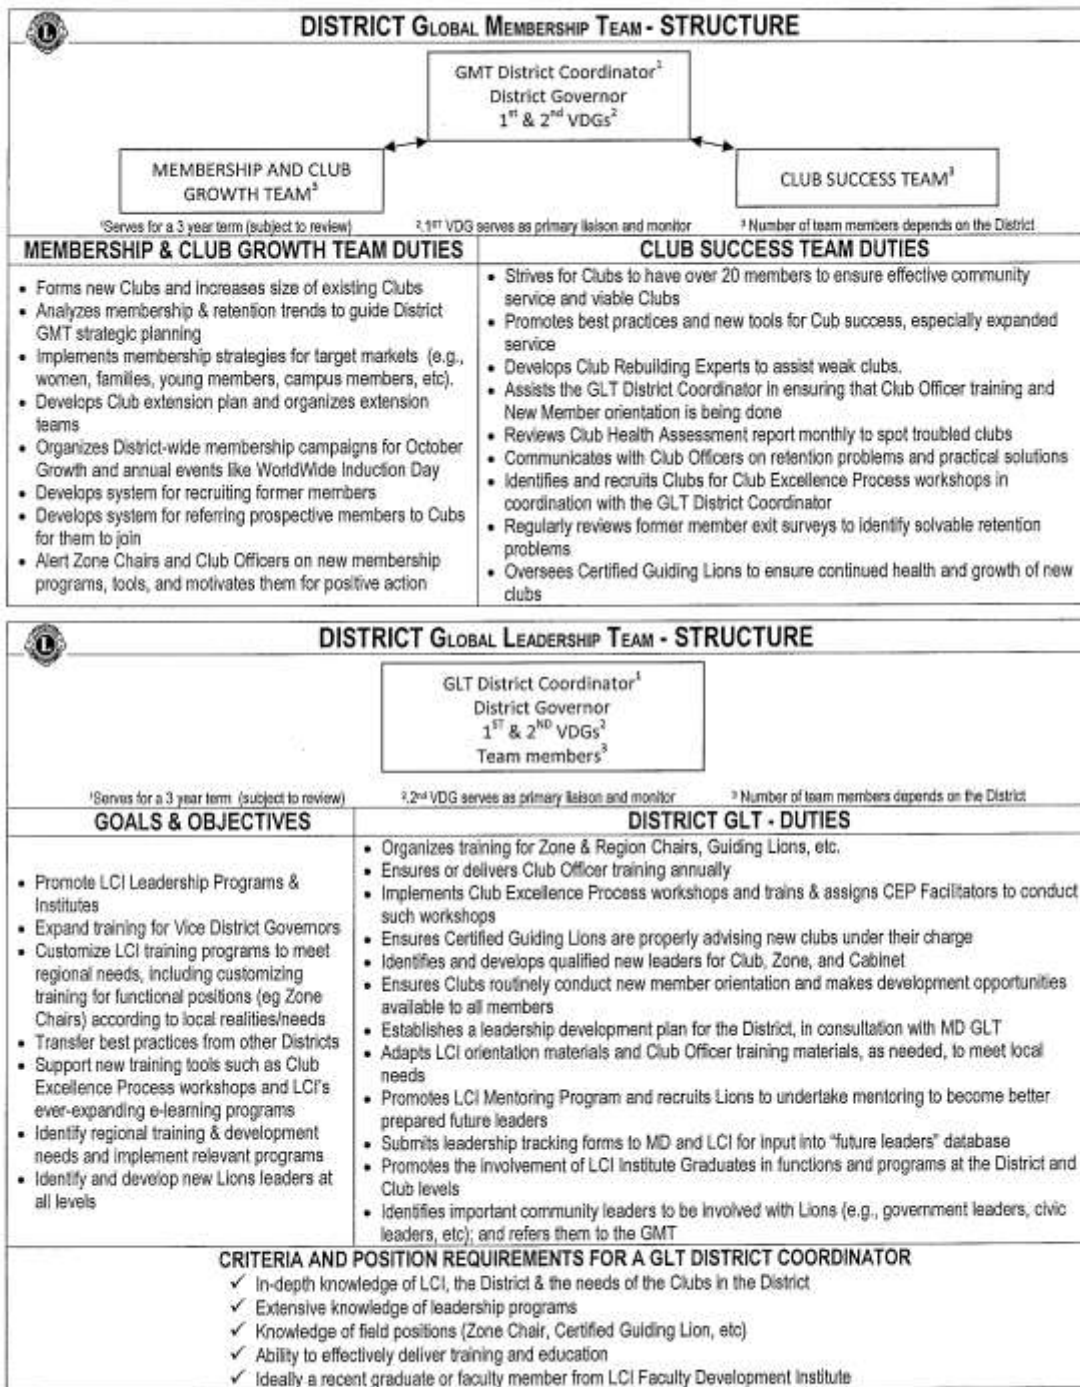 DISTRICT GLOBAL MEMBERSHIP TEAM - STRUCTURE
GMT District Coordinator¹
District Governor
1st & 2nd VDGs²
MEMBERSHIP AND CLUB
GROWTH TEAM³
CLUB SUCCESS TEAM³
¹Serves for a 3 year term (subject to review)
².1ST VDG serves as primary liaison and monitor
³ Number of team members depends on the District
MEMBERSHIP & CLUB GROWTH TEAM DUTIES
• Forms new Clubs and increases size of existing Clubs
• Analyzes membership & retention trends to guide District
GMT strategic planning
• Implements membership strategies for target markets (e.g.,
women, families, young members, campus members, etc).
• Develops Club extension plan and organizes extension
teams
• Organizes District-wide membership campaigns for October
Growth and annual events like WorldWide Induction Day
• Develops system for recruiting former members
• Develops system for referring prospective members to Cubs
for them to join
• Alert Zone Chairs and Club Officers on new membership
programs, tools, and motivates them for positive action
CLUB SUCCESS TEAM DUTIES
• Strives for Clubs to have over 20 members to ensure effective community
service and viable Clubs
• Promotes best practices and new tools for Cub success, especially expanded
service
• Develops Club Rebuilding Experts to assist weak clubs.
• Assists the GLT District Coordinator in ensuring that Club Officer training and
New Member orientation is being done
• Reviews Club Health Assessment report monthly to spot troubled clubs
• Communicates with Club Officers on retention problems and practical solutions
• Identifies and recruits Clubs for Club Excellence Process workshops in
coordination with the GLT District Coordinator
• Regularly reviews former member exit surveys to identify solvable retention
problems
• Oversees Certified Guiding Lions to ensure continued health and growth of new
clubs
DISTRICT GLOBAL LEADERSHIP TEAM - STRUCTURE
GLT District Coordinator¹
District Governor
1ST & 2ND VDGs²
Team members³
¹Serves for a 3 year term (subject to review)
².2nd VDG serves as primary liaison and monitor
³ Number of team members depends on the District
GOALS & OBJECTIVES
• Promote LCI Leadership Programs &
Institutes
• Expand training for Vice District Governors
• Customize LCI training programs to meet
regional needs, including customizing
training for functional positions (eg Zone
Chairs) according to local realities/needs
• Transfer best practices from other Districts
• Support new training tools such as Club
Excellence Process workshops and LCI's
ever-expanding e-learning programs
• Identify regional training & development
needs and implement relevant programs
• Identify and develop new Lions leaders at
all levels
DISTRICT GLT - DUTIES
• Organizes training for Zone & Region Chairs, Guiding Lions, etc.
• Ensures or delivers Club Officer training annually
• Implements Club Excellence Process workshops and trains & assigns CEP Facilitators to conduct
such workshops
• Ensures Certified Guiding Lions are properly advising new clubs under their charge
• Identifies and develops qualified new leaders for Club, Zone, and Cabinet
• Ensures Clubs routinely conduct new member orientation and makes development opportunities
available to all members
• Establishes a leadership development plan for the District, in consultation with MD GLT
• Adapts LCI orientation materials and Club Officer training materials, as needed, to meet local
needs
• Promotes LCI Mentoring Program and recruits Lions to undertake mentoring to become better
prepared future leaders
• Submits leadership tracking forms to MD and LCI for input into "future leaders" database
• Promotes the involvement of LCI Institute Graduates in functions and programs at the District and
Club levels
• Identifies important community leaders to be involved with Lions (e.g., government leaders, civic
leaders, etc); and refers them to the GMT
CRITERIA AND POSITION REQUIREMENTS FOR A GLT DISTRICT COORDINATOR
✓ In-depth knowledge of LCI, the District & the needs of the Clubs in the District
✓ Extensive knowledge of leadership programs
✓ Knowledge of field positions (Zone Chair, Certified Guiding Lion, etc)
✓ Ability to effectively deliver training and education
✓ Ideally a recent graduate or faculty member from LCI Faculty Development Institute